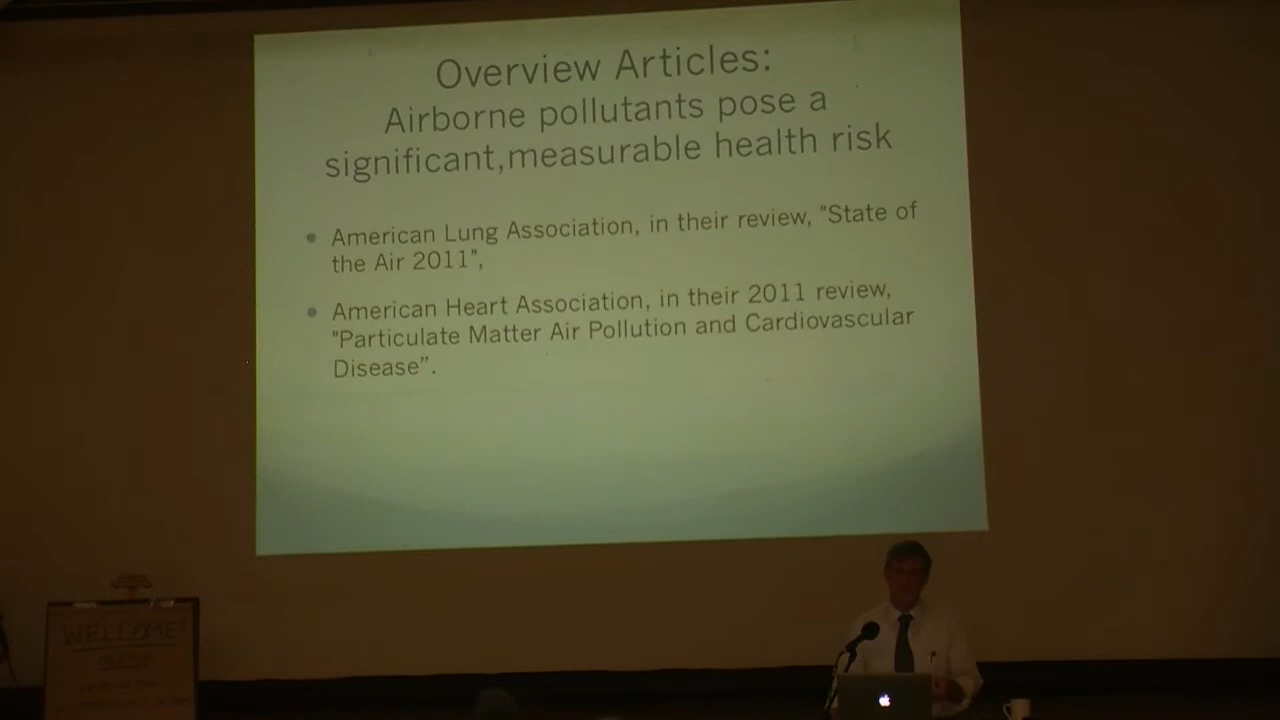 Overview Articles:
Airborne pollutants pose a
significant,measurable health risk
• American Lung Association, in their review, "State of
the Air 2011",
• American Heart Association, in their 2011 review,
"Particulate Matter Air Pollution and Cardiovascular
Disease”.
WELCOME